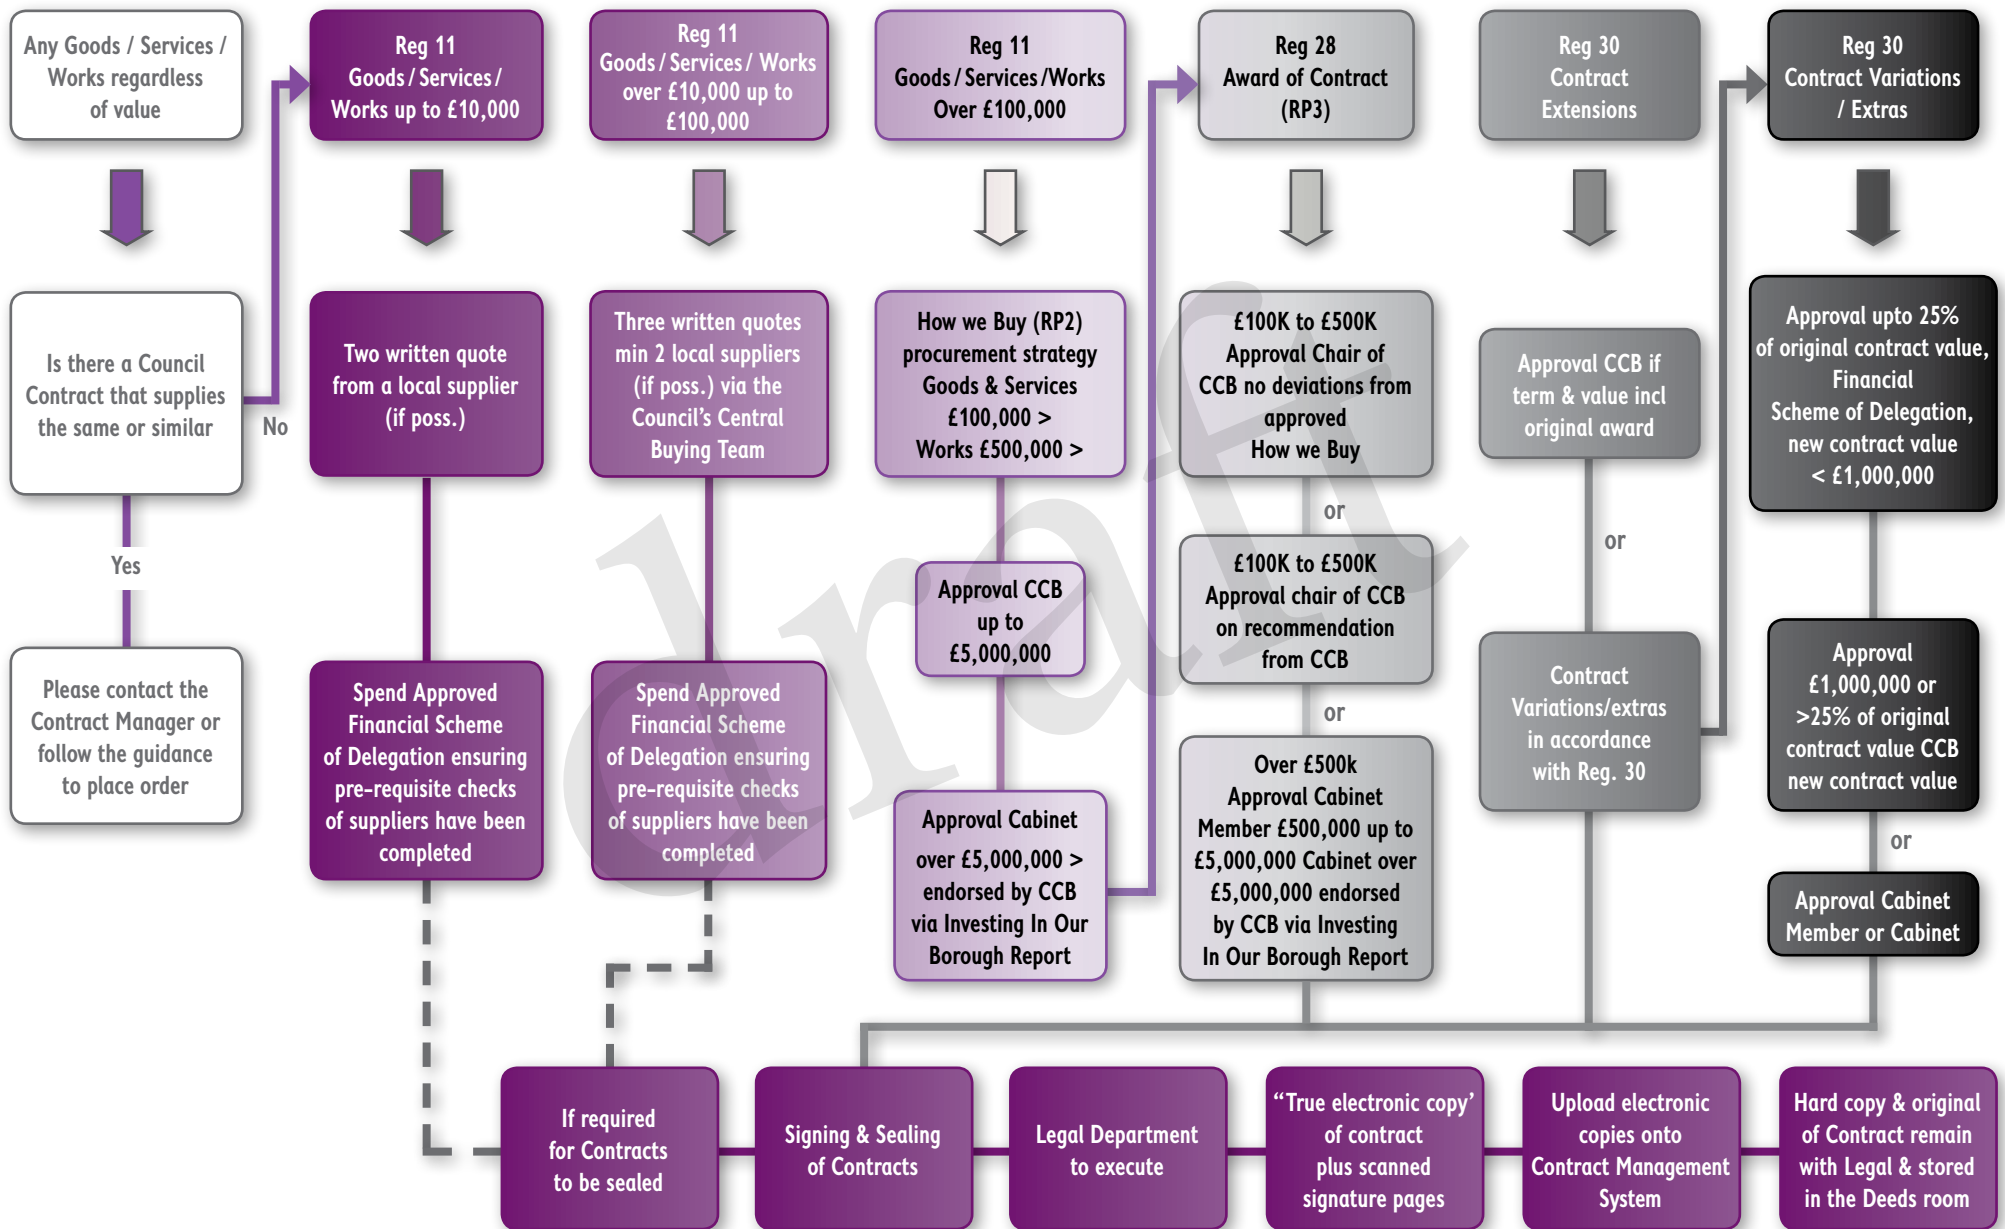 Any Goods / Services /
Works regardless
of value
Is there a Council
Contract that supplies
the same or similar
No
Yes
Please contact the
Contract Manager or
follow the guidance
to place order
Reg 11
Goods / Services /
Works up to £10,000
Two written quote
from a local supplier
(if poss.)
Spend Approved
Financial Scheme
of Delegation ensuring
pre-requisite checks
of suppliers have been
completed
Reg 11
Goods / Services / Works
over £10,000 up to
£100,000
Three written quotes
min 2 local suppliers
(if poss.) via the
Council's Central
Buying Team
Spend Approved
Financial Scheme
of Delegation ensuring
pre-requisite checks
of suppliers have been
completed
Reg 11
Goods / Services /Works
Over £100,000
How we Buy (RP2)
procurement strategy
Goods & Services
£100,000 >
Works £500,000 >
Approval CCB
up to
£5,000,000
Approval Cabinet
over £5,000,000 >
endorsed by CCB
via Investing In Our
Borough Report
Reg 28
Award of Contract
(RP3)
£100K to £500K
Approval Chair of
CCB no deviations from
approved
How we Buy
or
£100K to £500K
Approval chair of CCB
on recommendation
from CCB
or
Over £500k
Approval Cabinet
Member £500,000 up to
£5,000,000 Cabinet over
£5,000,000 endorsed
by CCB via Investing
In Our Borough Report
Reg 30
Contract
Extensions
Approval CCB if
term & value incl
original award
or
Contract
Variations/extras
in accordance
with Reg. 30
Reg 30
Contract Variations
/ Extras
Approval upto 25%
of original contract value,
Financial
Scheme of Delegation,
new contract value
< £1,000,000
Approval
£1,000,000 or
>25% of original
contract value CCB
new contract value
or
Approval Cabinet
Member or Cabinet
If required
for Contracts
to be sealed
Signing & Sealing
of Contracts
Legal Department
to execute
“True electronic copy’
of contract
plus scanned
signature pages
Upload electronic
copies onto
Contract Management
System
Hard copy & original
of Contract remain
with Legal & stored
in the Deeds room
draft